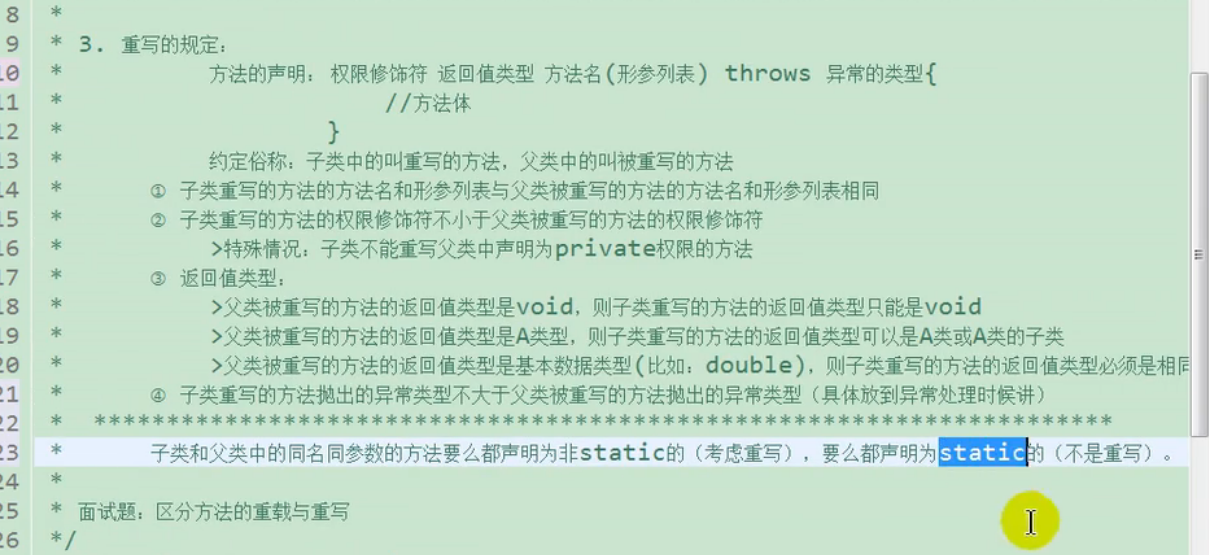 8 *
9 * 3. 重写的规定：
10 * 方法的声明： 权限修饰符 返回值类型 方法名(形参列表) throws 异常的类型{
11 * //方法体
12 * }
13 * 约定俗称：子类中的叫重写的方法，父类中的叫被重写的方法
14 * ① 子类重写的方法的方法名和形参列表与父类被重写的方法的方法名和形参列表相同
15 * ② 子类重写的方法的权限修饰符不小于父类被重写的方法的权限修饰符
16 * >特殊情况：子类不能重写父类中声明为private权限的方法
17 * ③ 返回值类型：
18 * >父类被重写的方法的返回值类型是void，则子类重写的方法的返回值类型只能是void
19 * >父类被重写的方法的返回值类型是A类型，则子类重写的方法的返回值类型可以是A类或A类的子类
20 * >父类被重写的方法的返回值类型是基本数据类型(比如：double)，则子类重写的方法的返回值类型必须是相同
21 * ④ 子类重写的方法抛出的异常类型不大于父类被重写的方法抛出的异常类型（具体放到异常处理时候讲）
22 * **********************************************************************
23 * 子类和父类中的同名同参数的方法要么都声明为非static的（考虑重写），要么都声明为static的（不是重写）。
24 *
25 * 面试题：区分方法的重载与重写
26 */